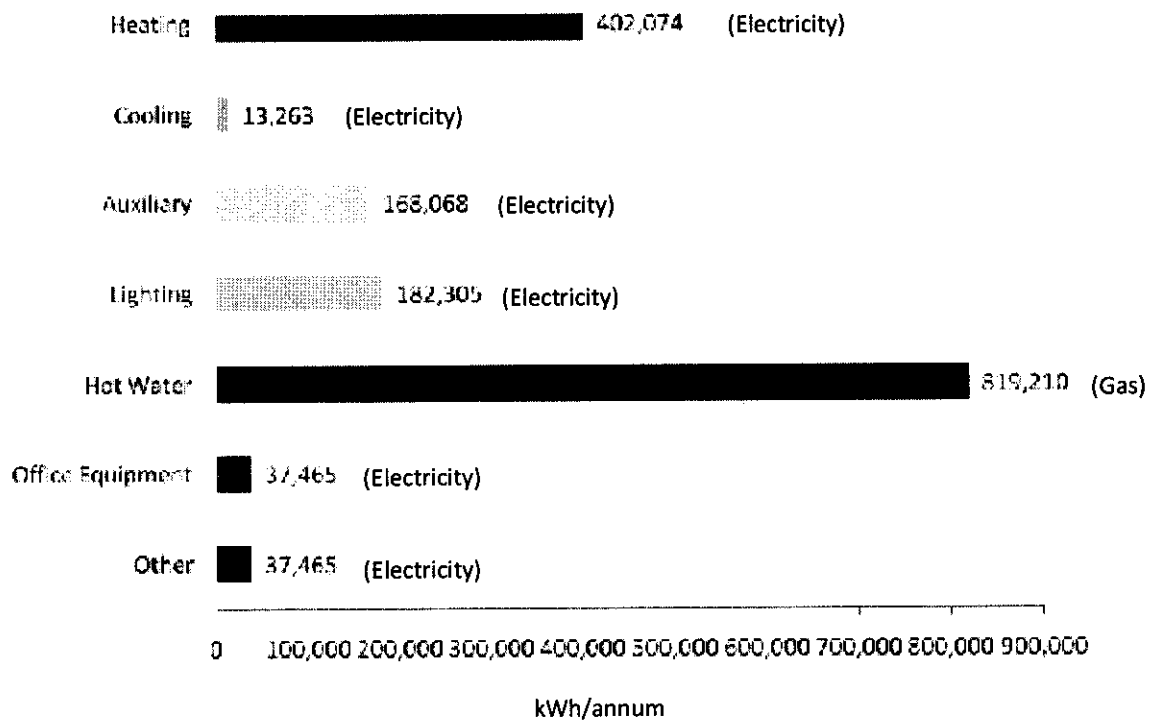 Heating 402,074 (Electricity)
Cooling 13,263 (Electricity)
Auxiliary 168,068 (Electricity)
Lighting 182,305 (Electricity)
Hot Water 819,210 (Gas)
Office Equipment 37,465 (Electricity)
Other 37,465 (Electricity)
0 100,000 200,000 300,000 400,000 500,000 600,000 700,000 800,000 900,000
kWh/annum